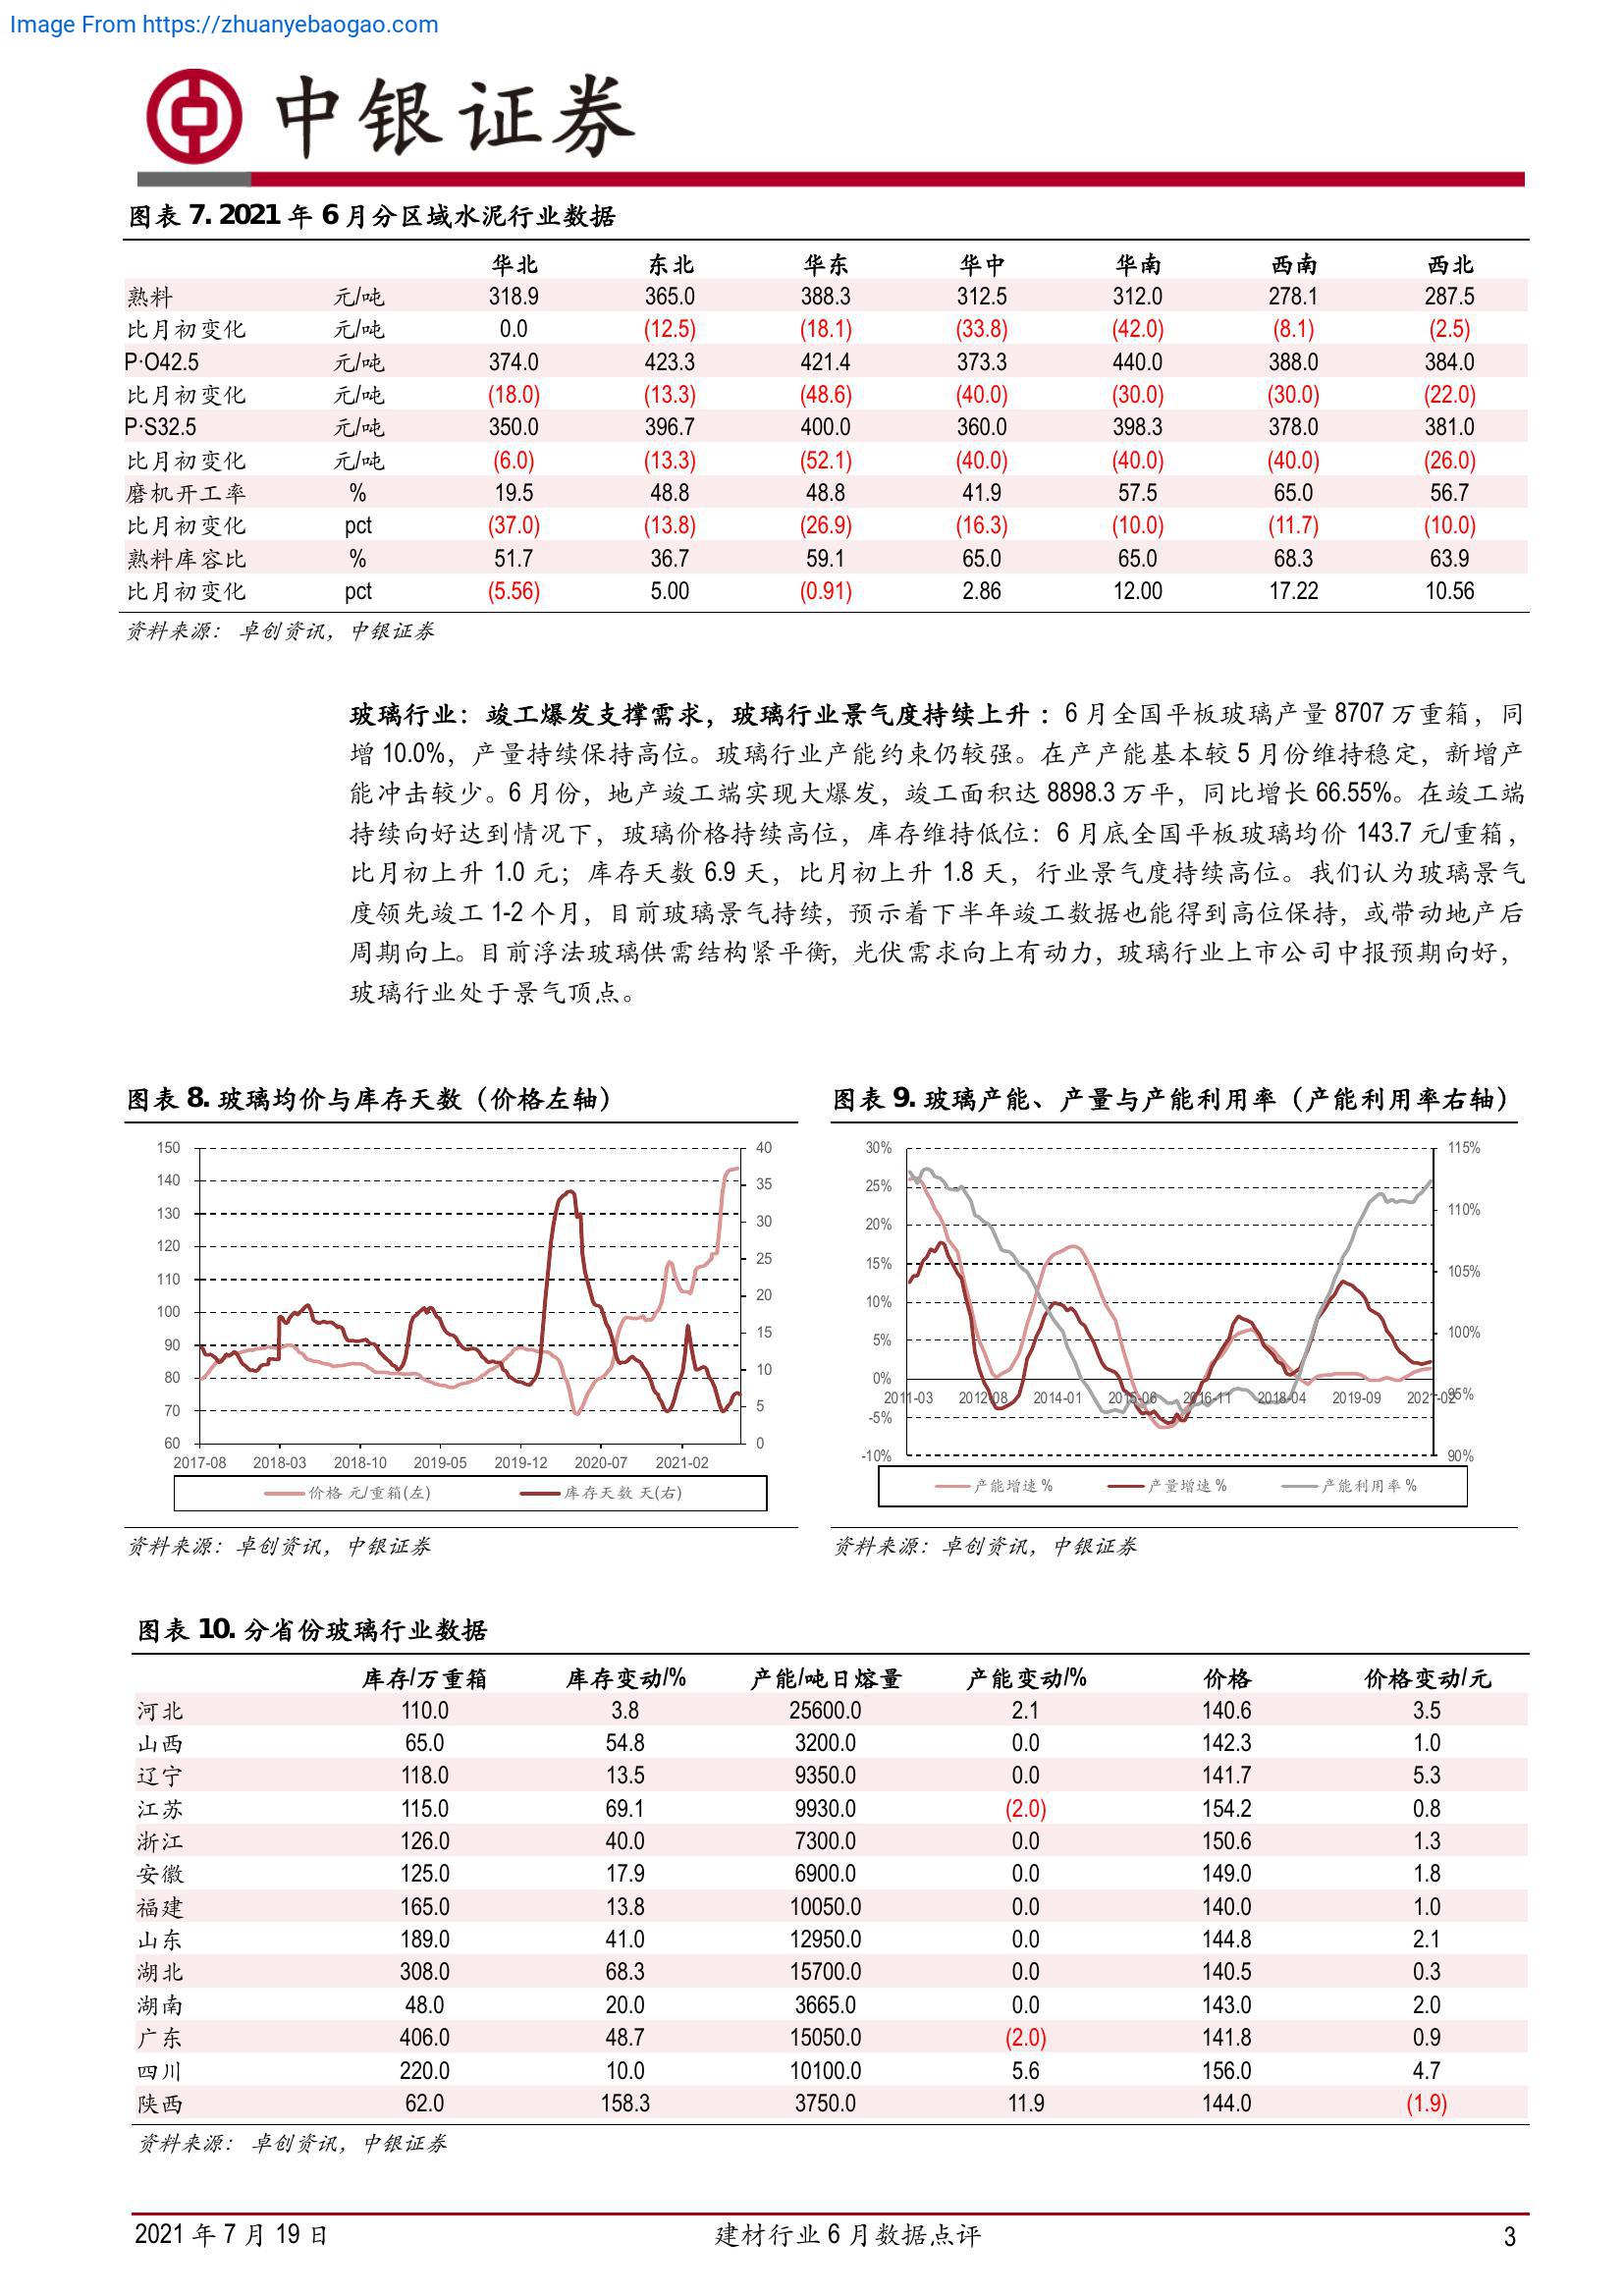 Image From https://zhuanyebaogao.com
中银证券
图表 7. 2021 年 6 月分区域水泥行业数据
华北 东北 华东 华中 华南 西南 西北
熟料 元/吨 318.9 365.0 388.3 312.5 312.0 278.1 287.5
比月初变化 元/吨 0.0 (12.5) (18.1) (33.8) (42.0) (8.1) (2.5)
P·O42.5 元/吨 374.0 423.3 421.4 373.3 440.0 388.0 384.0
比月初变化 元/吨 (18.0) (13.3) (48.6) (40.0) (30.0) (30.0) (22.0)
P·S32.5 元/吨 350.0 396.7 400.0 360.0 398.3 378.0 381.0
比月初变化 元/吨 (6.0) (13.3) (52.1) (40.0) (40.0) (40.0) (26.0)
磨机开工率 % 19.5 48.8 48.8 41.9 57.5 65.0 56.7
比月初变化 pct (37.0) (13.8) (26.9) (16.3) (10.0) (11.7) (10.0)
熟料库容比 % 51.7 36.7 59.1 65.0 65.0 68.3 63.9
比月初变化 pct (5.56) 5.00 (0.91) 2.86 12.00 17.22 10.56
资料来源：卓创资讯，中银证券
玻璃行业：竣工爆发支撑需求，玻璃行业景气度持续上升：6 月全国平板玻璃产量 8707 万重箱，同
增 10.0%，产量持续保持高位。玻璃行业产能约束仍较强。在产产能基本较 5 月份维持稳定，新增产
能冲击较少。6 月份，地产竣工端实现大爆发，竣工面积达 8898.3 万平，同比增长 66.55%。在竣工端
持续向好达到情况下，玻璃价格持续高位，库存维持低位：6 月底全国平板玻璃均价 143.7 元/重箱，
比月初上升 1.0 元；库存天数 6.9 天，比月初上升 1.8 天，行业景气度持续高位。我们认为玻璃景气
度领先竣工 1-2 个月，目前玻璃景气持续，预示着下半年竣工数据也能得到高位保持，或带动地产后
周期向上。目前浮法玻璃供需结构紧平衡，光伏需求向上有动力，玻璃行业上市公司中报预期向好，
玻璃行业处于景气顶点。
图表 8. 玻璃均价与库存天数（价格左轴）
150 140 130 120 110 100 90 80 70 60
40 35 30 25 20 15 10 5 0
2017-08 2018-03 2018-10 2019-05 2019-12 2020-07 2021-02
价格 元/重箱(左) 库存天数 天(右)
资料来源：卓创资讯，中银证券
图表 9. 玻璃产能、产量与产能利用率（产能利用率右轴）
30% 25% 20% 15% 10% 5% 0% -5% -10%
115% 110% 105% 100% 95% 90%
2011-03 2012-08 2014-01 2015-06 2016-11 2018-04 2019-09 2021-02
产能增速 % 产量增速 % 产能利用率 %
资料来源：卓创资讯，中银证券
图表 10. 分省份玻璃行业数据
库存/万重箱 库存变动/% 产能/吨日熔量 产能变动/% 价格 价格变动/元
河北 110.0 3.8 25600.0 2.1 140.6 3.5
山西 65.0 54.8 3200.0 0.0 142.3 1.0
辽宁 118.0 13.5 9350.0 0.0 141.7 5.3
江苏 115.0 69.1 9930.0 (2.0) 154.2 0.8
浙江 126.0 40.0 7300.0 0.0 150.6 1.3
安徽 125.0 17.9 6900.0 0.0 149.0 1.8
福建 165.0 13.8 10050.0 0.0 140.0 1.0
山东 189.0 41.0 12950.0 0.0 144.8 2.1
湖北 308.0 68.3 15700.0 0.0 140.5 0.3
湖南 48.0 20.0 3665.0 0.0 143.0 2.0
广东 406.0 48.7 15050.0 (2.0) 141.8 0.9
四川 220.0 10.0 10100.0 5.6 156.0 4.7
陕西 62.0 158.3 3750.0 11.9 144.0 (1.9)
资料来源：卓创资讯，中银证券
2021 年 7 月 19 日 建材行业 6 月数据点评 3